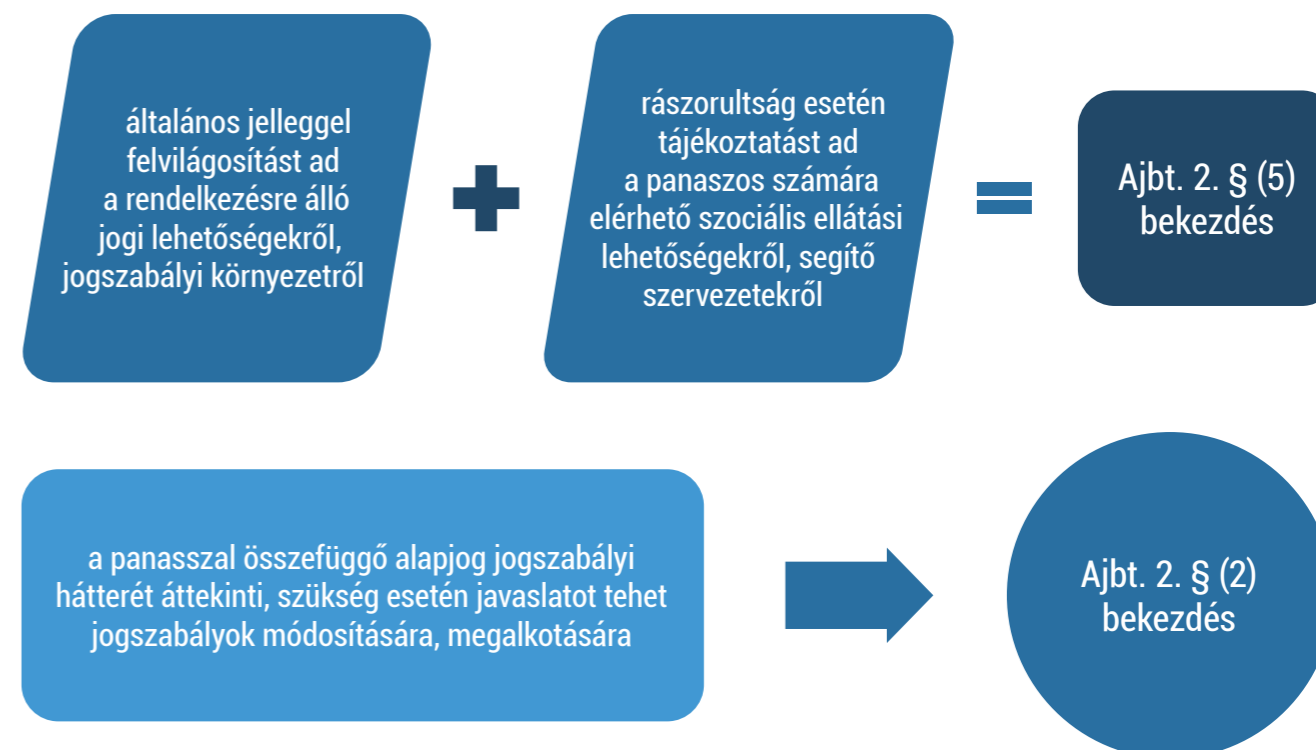 általános jelleggel
felvilágosítást ad
a rendelkezésre álló
jogi lehetőségekről,
jogszabályi környezetről
rászorultság esetén
tájékoztatást ad
a panaszos számára
elérhető szociális ellátási
lehetőségekről, segítő
szervezetekről
Ajbt. 2. § (5)
bekezdés
a panasszal összefüggő alapjog jogszabályi
hátterét áttekinti, szükség esetén javaslatot tehet
jogszabályok módosítására, megalkotására
Ajbt. 2. § (2)
bekezdés